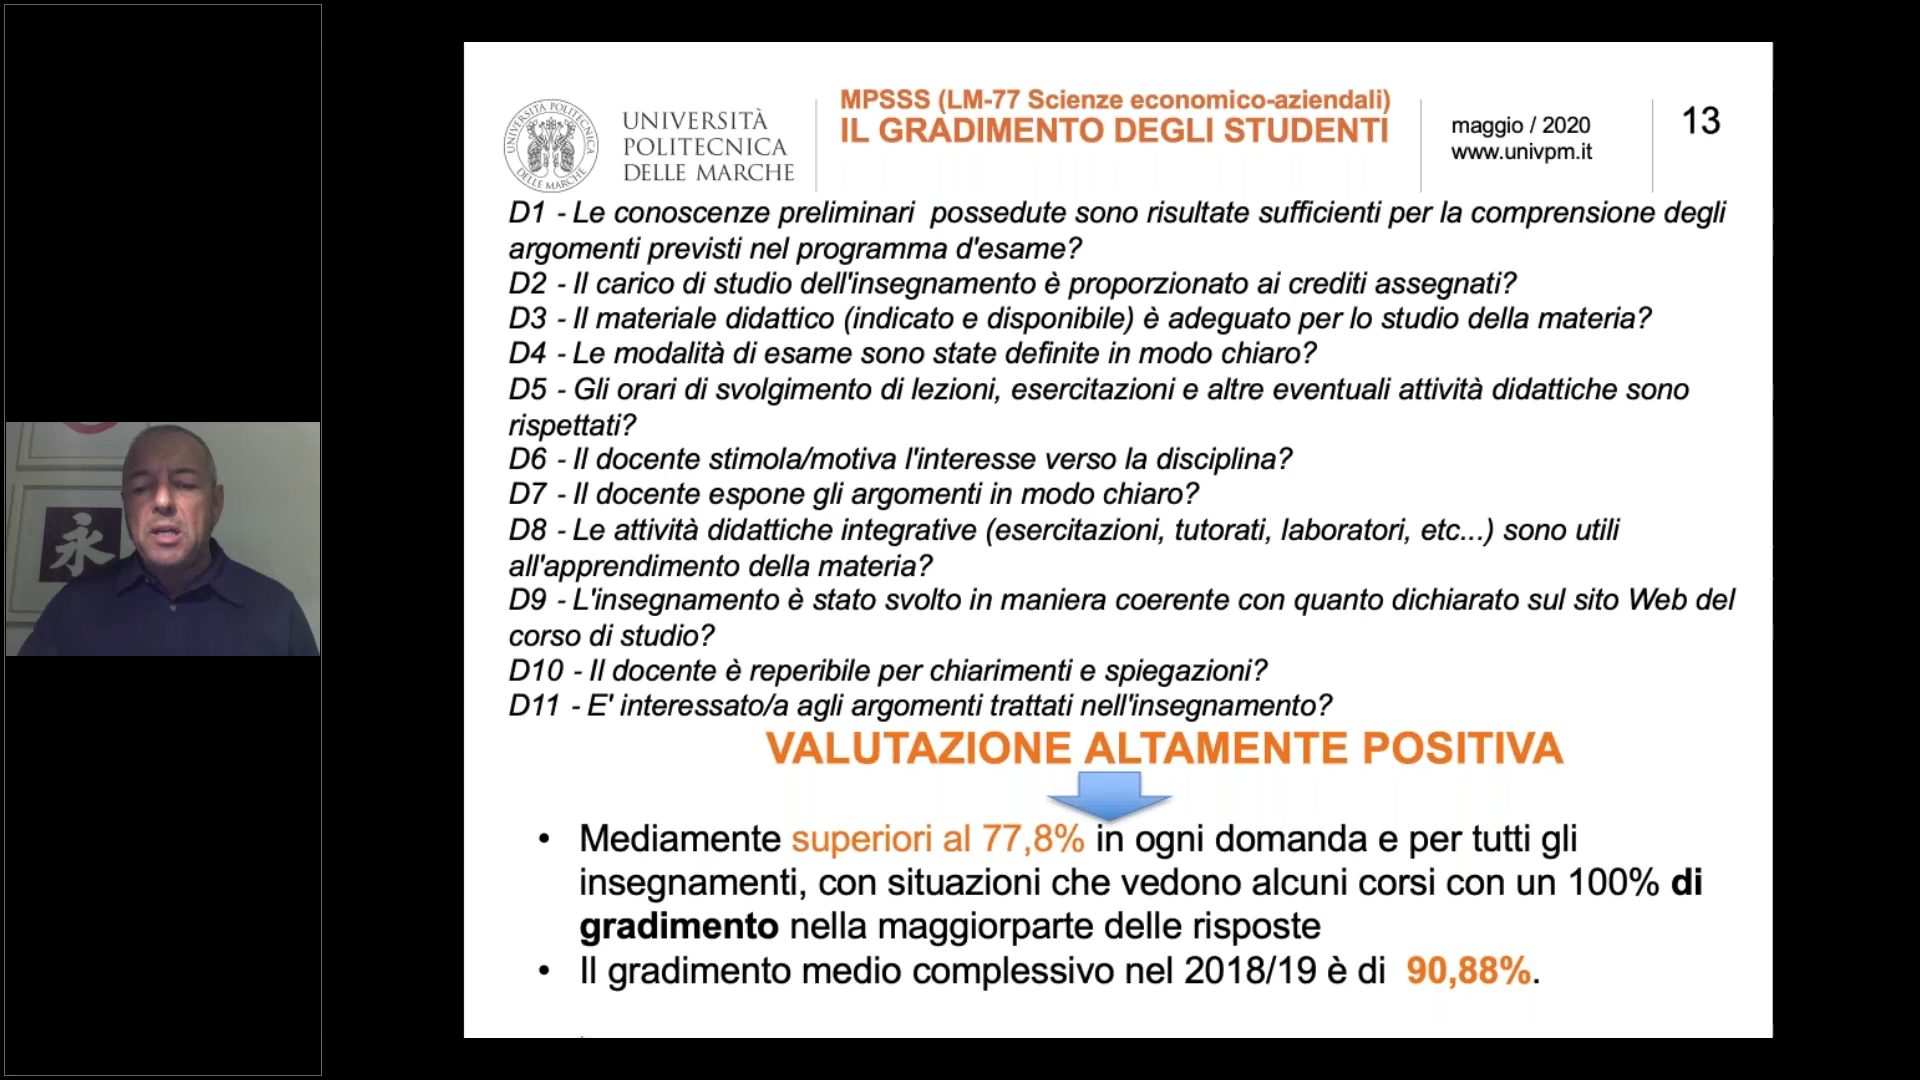 UNIVERSITÀ POLITECNICA
DELLE MARCHE
UNIVERSITÀ
POLITECNICA
DELLE MARCHE
MPSSS (LM-77 Scienze economico-aziendali)
IL GRADIMENTO DEGLI STUDENTI
maggio / 2020
www.univpm.it
13
D1 - Le conoscenze preliminari  possedute sono risultate sufficienti per la comprensione degli
argomenti previsti nel programma d'esame?
D2 - Il carico di studio dell'insegnamento è proporzionato ai crediti assegnati?
D3 - Il materiale didattico (indicato e disponibile) è adeguato per lo studio della materia?
D4 - Le modalità di esame sono state definite in modo chiaro?
D5 - Gli orari di svolgimento di lezioni, esercitazioni e altre eventuali attività didattiche sono
rispettati?
D6 - Il docente stimola/motiva l'interesse verso la disciplina?
D7 - Il docente espone gli argomenti in modo chiaro?
D8 - Le attività didattiche integrative (esercitazioni, tutorati, laboratori, etc...) sono utili
all'apprendimento della materia?
D9 - L'insegnamento è stato svolto in maniera coerente con quanto dichiarato sul sito Web del
corso di studio?
D10 - Il docente è reperibile per chiarimenti e spiegazioni?
D11 - E' interessato/a agli argomenti trattati nell'insegnamento?
VALUTAZIONE ALTAMENTE POSITIVA
• Mediamente superiori al 77,8% in ogni domanda e per tutti gli
insegnamenti, con situazioni che vedono alcuni corsi con un 100% di
gradimento nella maggiorparte delle risposte
• Il gradimento medio complessivo nel 2018/19 è di  90,88%.
永